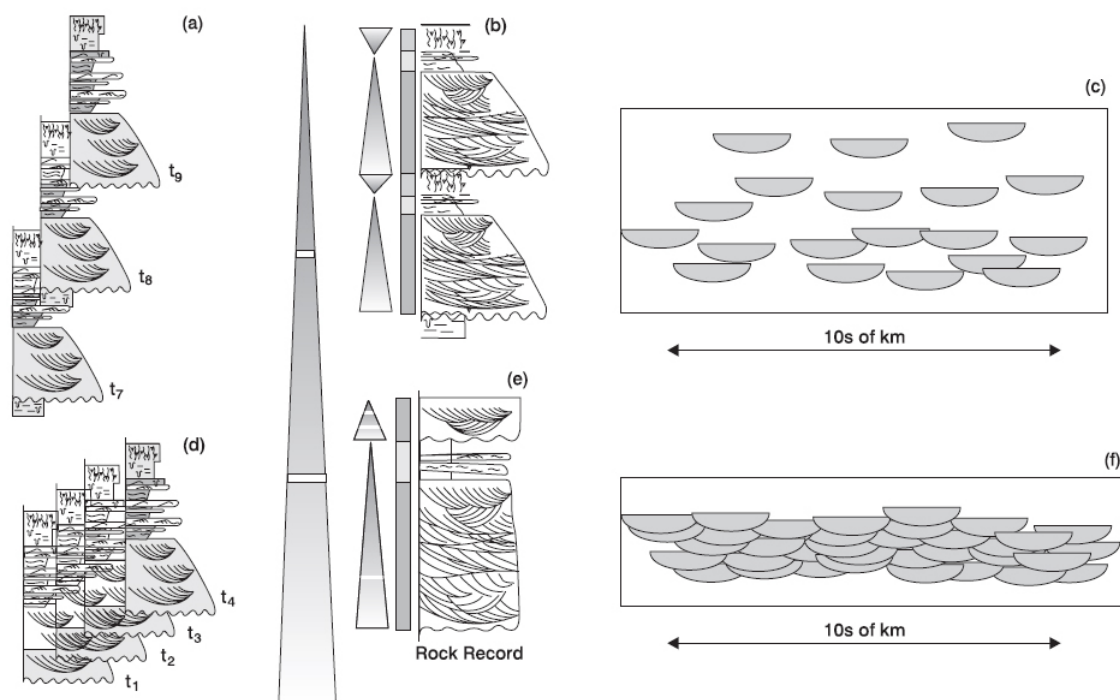 (a)
t9
t8
t7
(b)
(c)
10s of km
(d)
t4
t3
t2
t1
(e)
Rock Record
(f)
10s of km